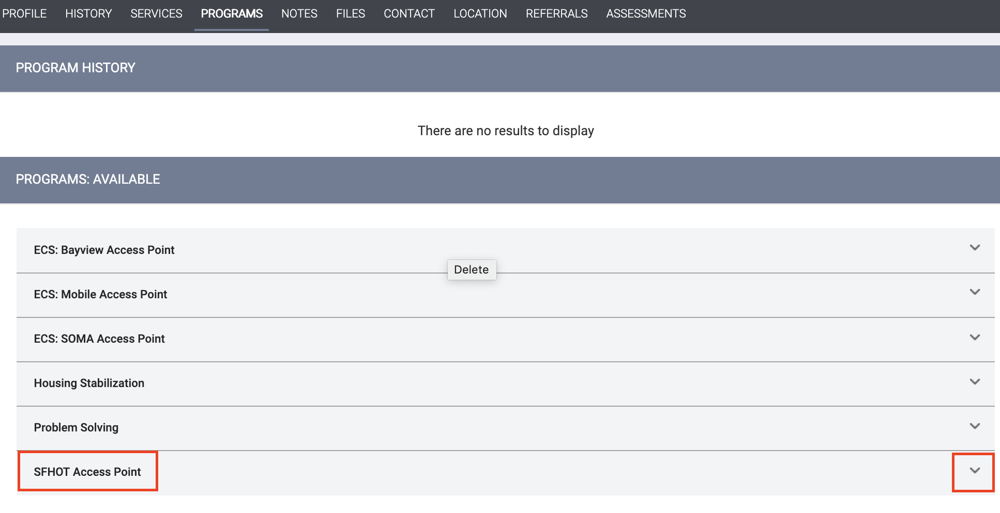 PROFILE HISTORY SERVICES PROGRAMS NOTES FILES CONTACT LOCATION REFERRALS ASSESSMENTS
PROGRAM HISTORY
There are no results to display
PROGRAMS: AVAILABLE
ECS: Bayview Access Point
Delete
ECS: Mobile Access Point
ECS: SOMA Access Point
Housing Stabilization
Problem Solving
SFHOT Access Point